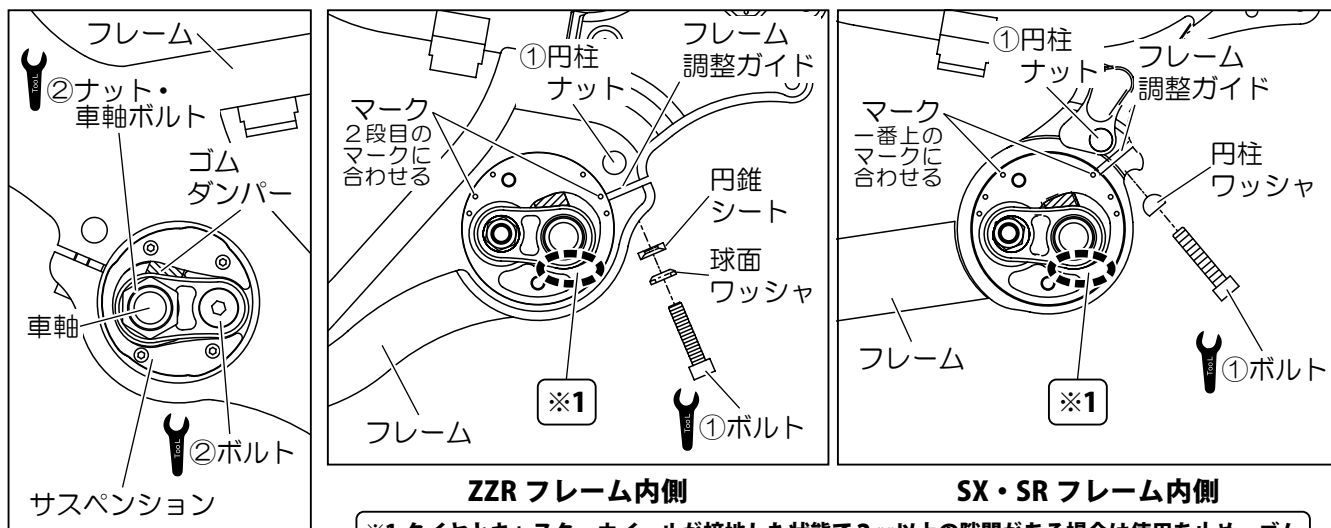 フレーム
②ナット・
車軸ボルト
ゴム
ダンパー
車軸
②ボルト
サスペンション
TooL
TooL
①円柱
ナット
フレーム
調整ガイド
マーク
2段目の
マークに
合わせる
円錐
シート
球面
ワッシャ
※1
フレーム
TooL
①ボルト
ZZR フレーム内側
①円柱
ナット
フレーム
調整ガイド
マーク
一番上の
マークに
合わせる
円柱
ワッシャ
フレーム
※1
TooL
①ボルト
SX・SR フレーム内側